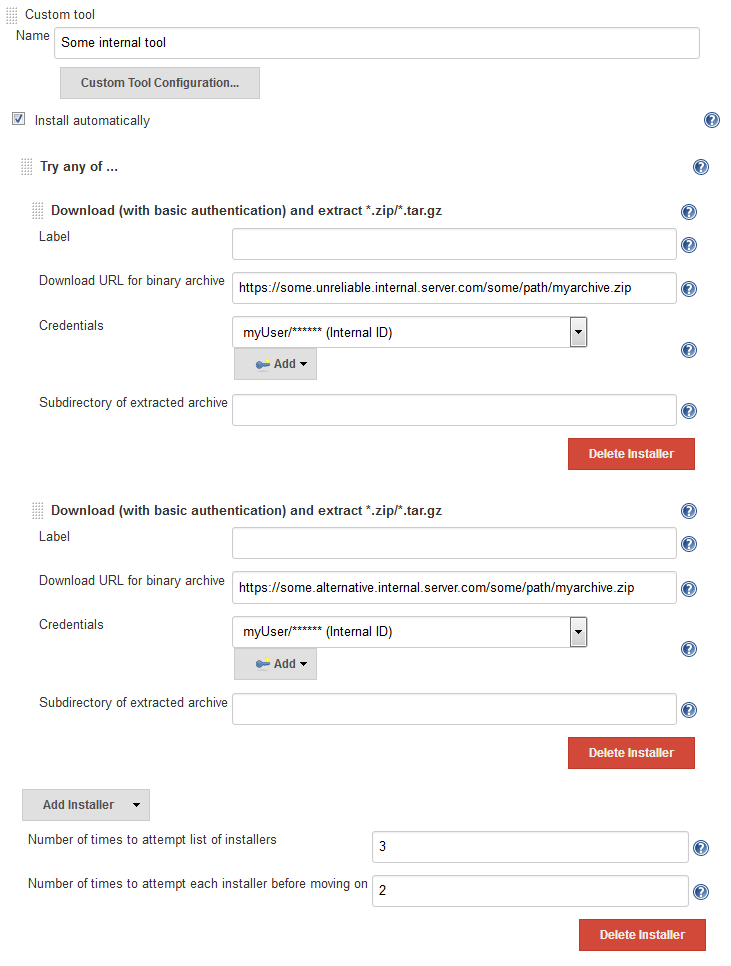 Custom tool
Name Some internal tool
Custom Tool Configuration...
Install automatically
Try any of ...
Download (with basic authentication) and extract *.zip/*.tar.gz
Label
Download URL for binary archive https://some.unreliable.internal.server.com/some/path/myarchive.zip
Credentials myUser/****** (Internal ID)
Add
Subdirectory of extracted archive
Delete Installer
Download (with basic authentication) and extract *.zip/*.tar.gz
Label
Download URL for binary archive https://some.alternative.internal.server.com/some/path/myarchive.zip
Credentials myUser/****** (Internal ID)
Add
Subdirectory of extracted archive
Delete Installer
Add Installer
Number of times to attempt list of installers 3
Number of times to attempt each installer before moving on 2
Delete Installer